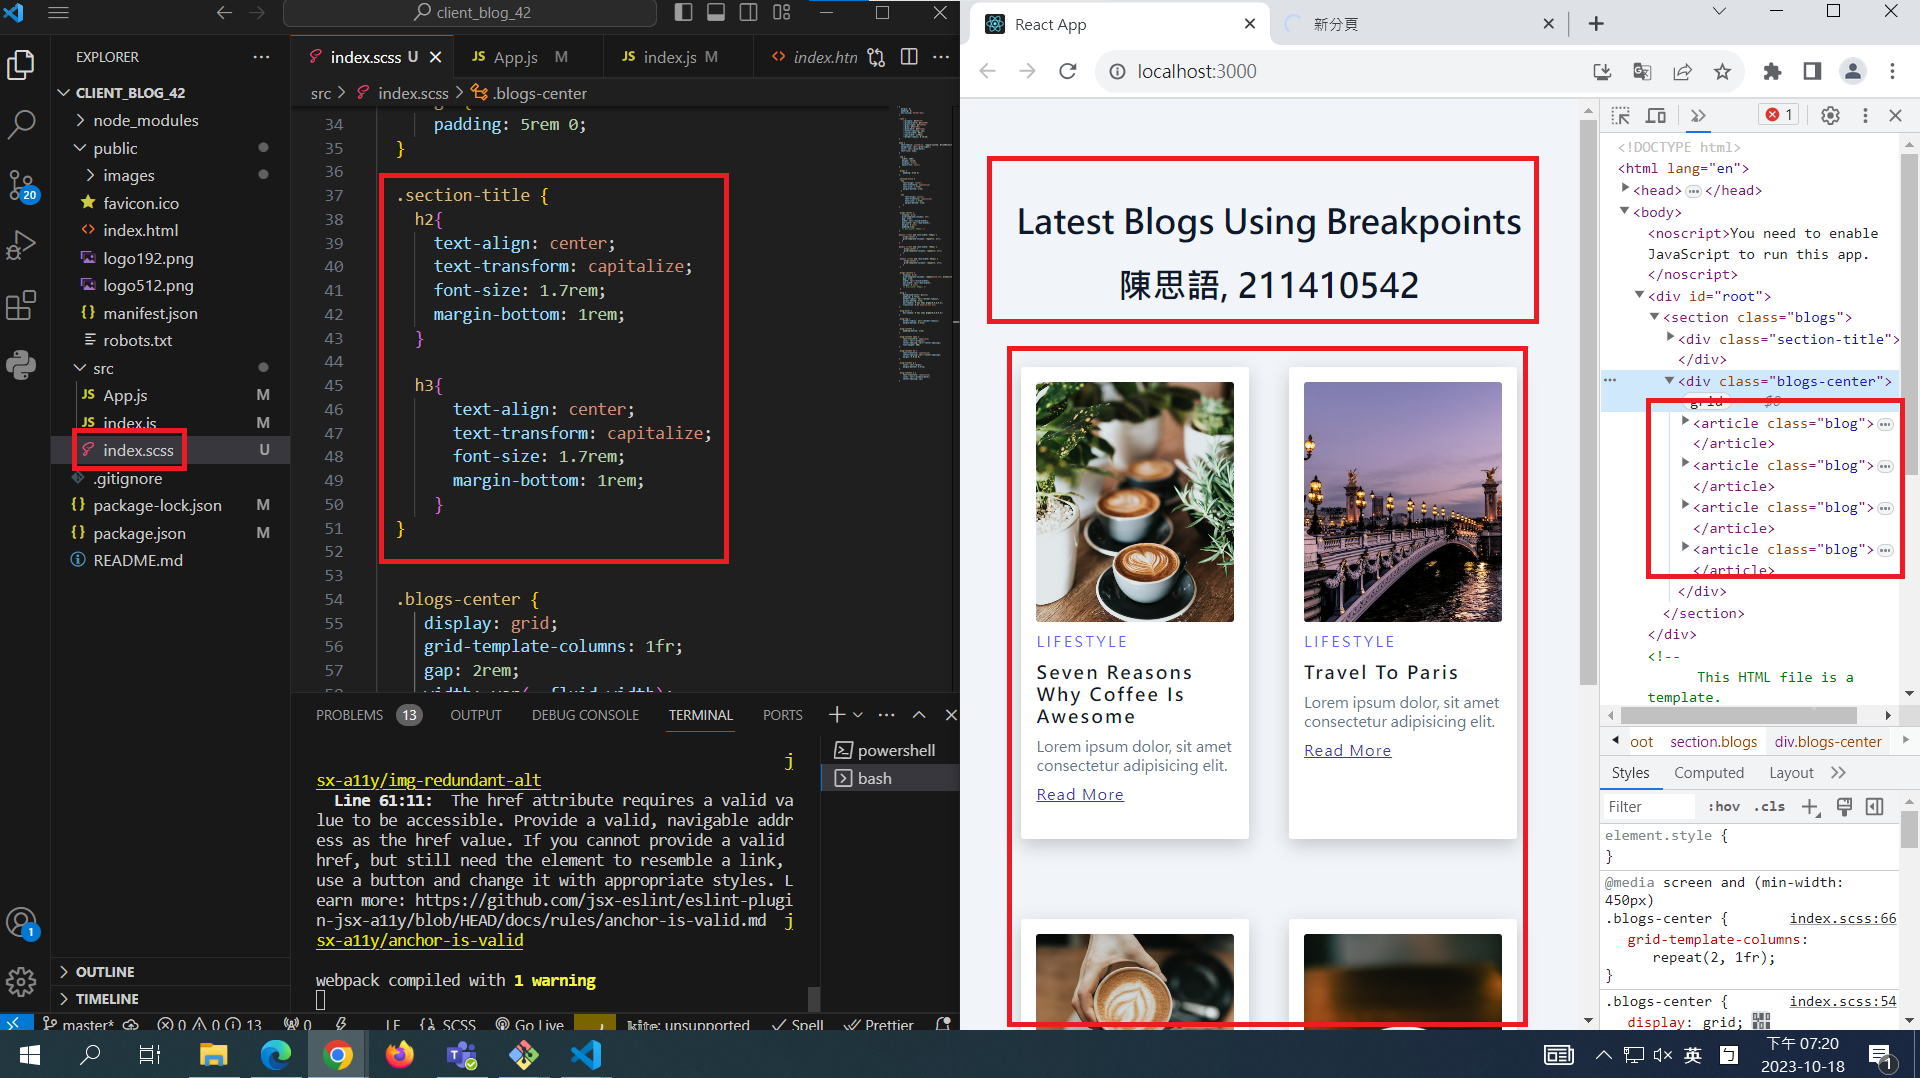 client_blog_42
EXPLORER
CLIENT_BLOG_42
node_modules
public
images
favicon.ico
index.html
logo192.png
logo512.png
manifest.json
robots.txt
src
App.js M
index.js M
index.scss U
.gitignore
package-lock.json M
package.json M
README.md
OUTLINE
TIMELINE
index.scss U
App.js M
index.js M
index.htn
src > index.scss > .blogs-center
34 padding: 5rem 0;
35 }
36
37 .section-title {
38 h2{
39 text-align: center;
40 text-transform: capitalize;
41 font-size: 1.7rem;
42 margin-bottom: 1rem;
43 }
44
45 h3{
46 text-align: center;
47 text-transform: capitalize;
48 font-size: 1.7rem;
49 margin-bottom: 1rem;
50 }
51 }
52
53
54 .blogs-center {
55 display: grid;
56 grid-template-columns: 1fr;
57 gap: 2rem;
PROBLEMS 13 OUTPUT DEBUG CONSOLE TERMINAL PORTS
powershell
bash
j
sx-a11y/img-redundant-alt
Line 61:11: The href attribute requires a valid va
lue to be accessible. Provide a valid, navigable addr
ess as the href value. If you cannot provide a valid
href, but still need the element to resemble a link,
use a button and change it with appropriate styles. L
earn more: https://github.com/jsx-eslint/eslint-plugi
n-jsx-a11y/blob/HEAD/docs/rules/anchor-is-valid.md j
sx-a11y/anchor-is-valid
webpack compiled with 1 warning
20
1
master* 0 0 13 0 LF SCSS Go Live kite: unsupported Spell Prettier
React App
新分頁
localhost:3000
Latest Blogs Using Breakpoints
陳思語, 211410542
LIFESTYLE
Seven Reasons
Why Coffee Is
Awesome
Lorem ipsum dolor, sit amet
consectetur adipisicing elit.
Read More
LIFESTYLE
Travel To Paris
Lorem ipsum dolor, sit amet
consectetur adipisicing elit.
Read More
1
<!DOCTYPE html>
<html lang="en">
<head> … </head>
<body>
<noscript>You need to enable
JavaScript to run this app.
</noscript>
<div id="root">
<section class="blogs">
<div class="section-title">
</div>
<div class="blogs-center">
grid $0
<article class="blog"> …
</article>
<article class="blog"> …
</article>
<article class="blog"> …
</article>
<article class="blog"> …
</article>
</div>
</section>
</div>
<!--
This HTML file is a
template.
oot section.blogs div.blogs-center
Styles Computed Layout
Filter :hov .cls
element.style {
}
@media screen and (min-width:
450px)
.blogs-center { index.scss:66
grid-template-columns:
repeat(2, 1fr);
}
.blogs-center { index.scss:54
display: grid;
英 ㄅ
下午 07:20
2023-10-18
1